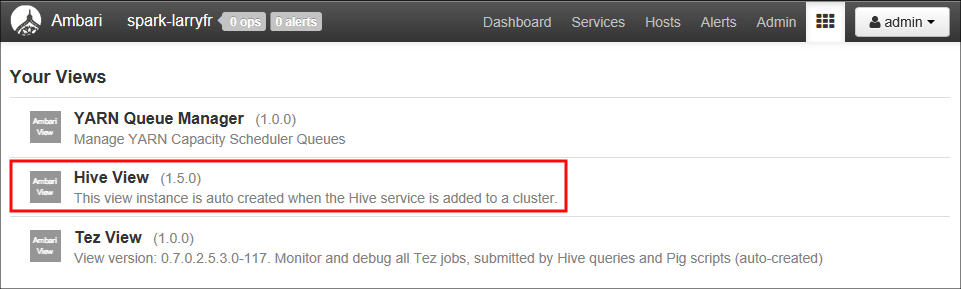 Ambari spark-larryfr 0 ops 0 alerts Dashboard Services Hosts Alerts Admin admin
Your Views
Ambari
View
YARN Queue Manager (1.0.0)
Manage YARN Capacity Scheduler Queues
Ambari
View
Hive View (1.5.0)
This view instance is auto created when the Hive service is added to a cluster.
Ambari
View
Tez View (1.0.0)
View version: 0.7.0.2.5.3.0-117. Monitor and debug all Tez jobs, submitted by Hive queries and Pig scripts (auto-created)